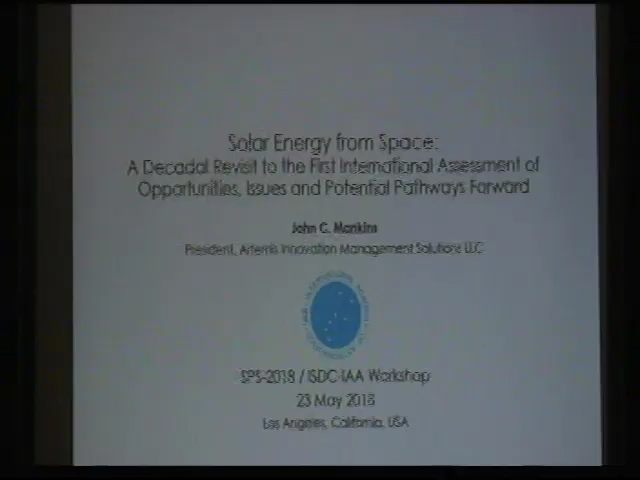 Solar Energy from Space:
A Decadal Revisit to the First International Assessment of
Opportunities, Issues and Potential Pathways Forward
John C. Mankins
President, Artemis Innovation Management Solutions LLC
SPS-2018 / ISDC-IAA Workshop
23 May 2018
Los Angeles, California, USA